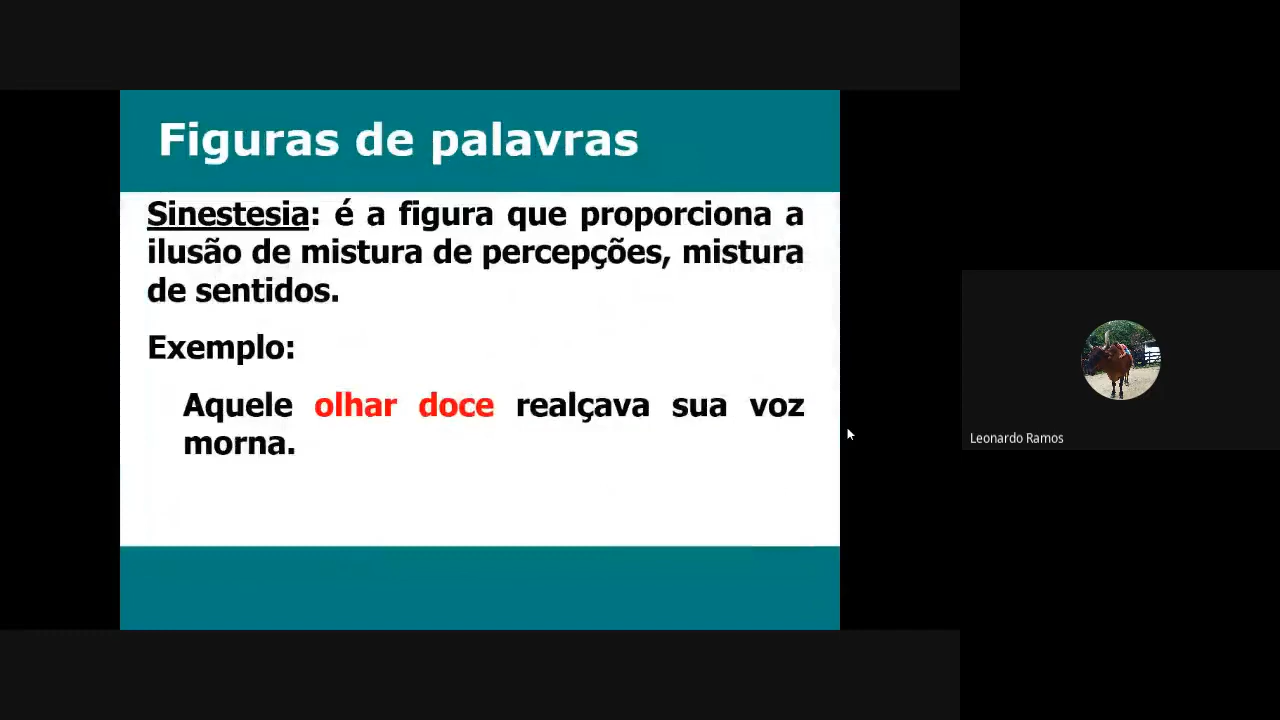 Figuras de palavras
Sinestesia: é a figura que proporciona a
ilusão de mistura de percepções, mistura
de sentidos.
Exemplo:
Aquele olhar doce realçava sua voz
morna.
Leonardo Ramos